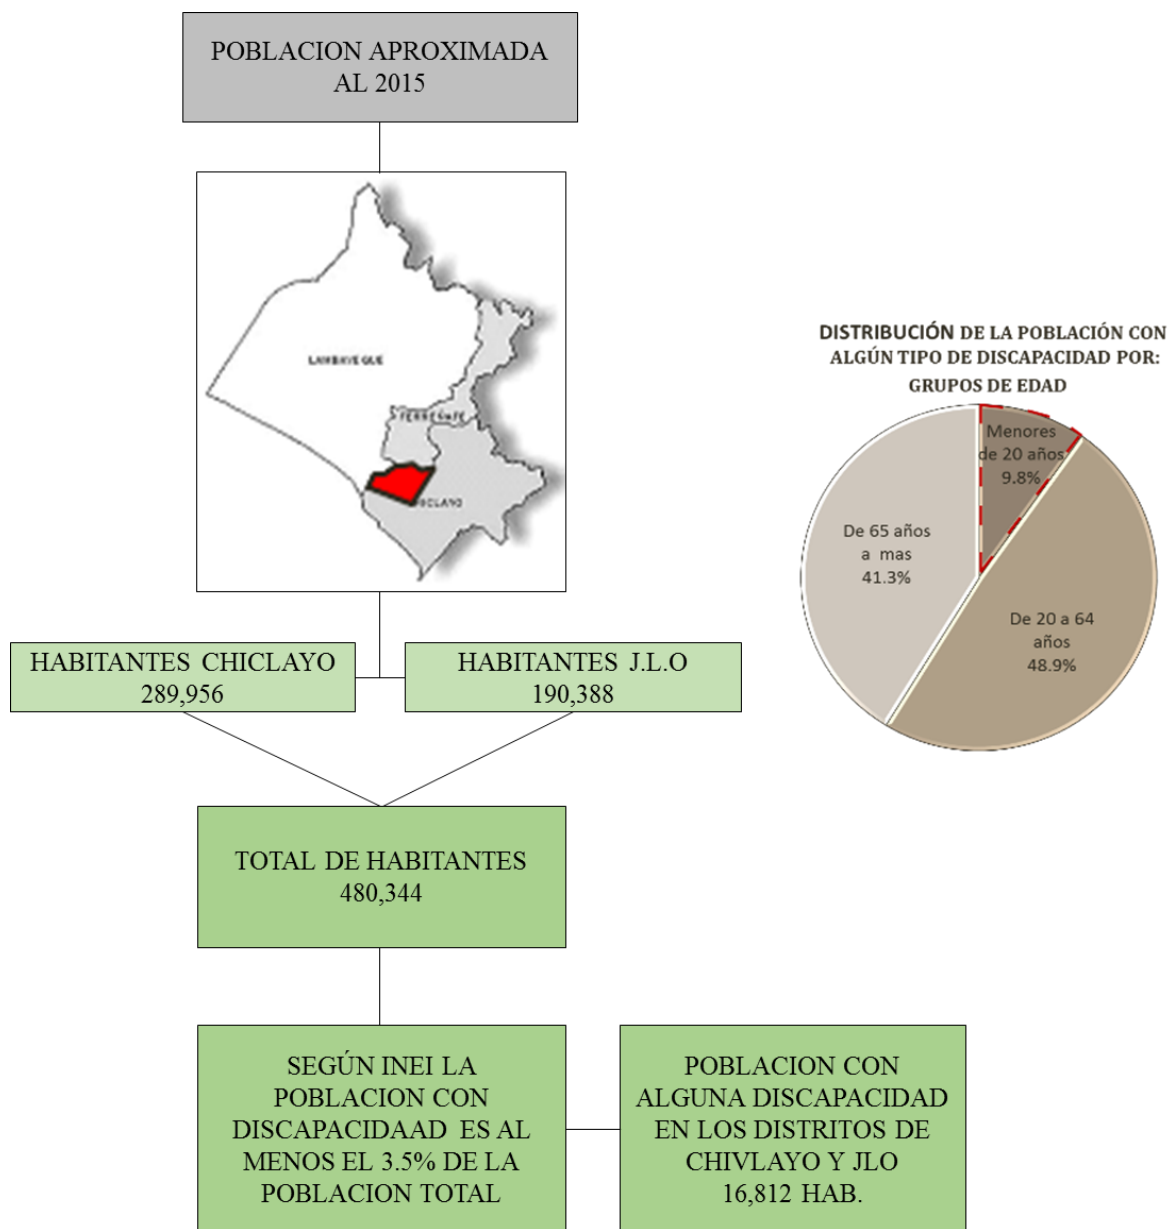 POBLACION APROXIMADA
AL 2015
LAMBAYEQUE
FERREÑAFE
HABITANTES CHICLAYO
289,956
HABITANTES J.L.O
190,388
TOTAL DE HABITANTES
480,344
SEGÚN INEI LA
POBLACION CON
DISCAPACIDAAD ES AL
MENOS EL 3.5% DE LA
POBLACION TOTAL
POBLACION CON
ALGUNA DISCAPACIDAD
EN LOS DISTRITOS DE
CHIVLAYO Y JLO
16,812 HAB.
DISTRIBUCIÓN DE LA POBLACIÓN CON
ALGÚN TIPO DE DISCAPACIDAD POR:
GRUPOS DE EDAD
Menores
de 20 años
9.8%
De 65 años
a mas
41.3%
De 20 a 64
años
48.9%